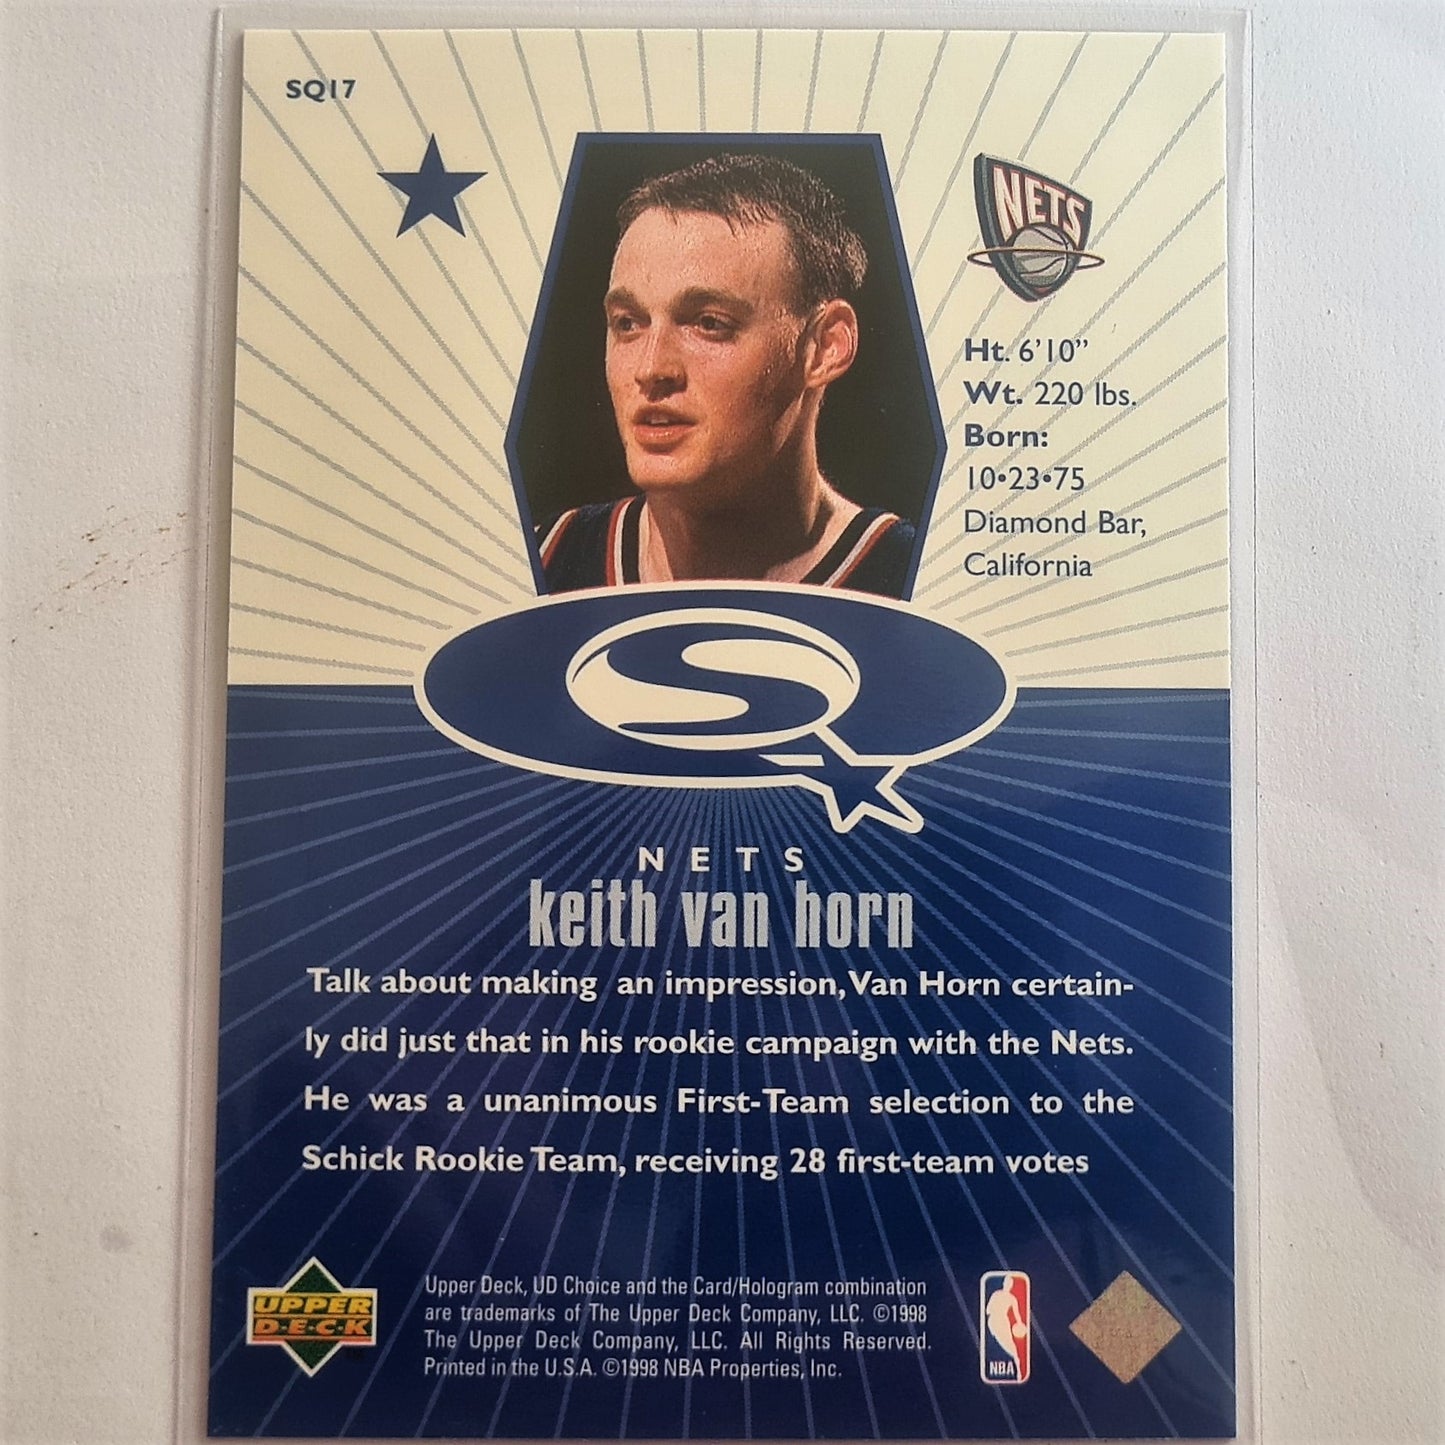 SQ17
NETS
Ht. 6'10”
Wt. 220 lbs.
Born:
10•23•75
Diamond Bar,
California
SQ
NETS
keith van horn
Talk about making an impression, Van Horn certain-
ly did just that in his rookie campaign with the Nets.
He was a unanimous First-Team selection to the
Schick Rookie Team, receiving 28 first-team votes
UPPER
D·E·C·K
Upper Deck, UD Choice and the Card/Hologram combination
are trademarks of The Upper Deck Company, LLC. ©1998
The Upper Deck Company, LLC. All Rights Reserved.
Printed in the U.S.A. ©1998 NBA Properties, Inc.
NBA